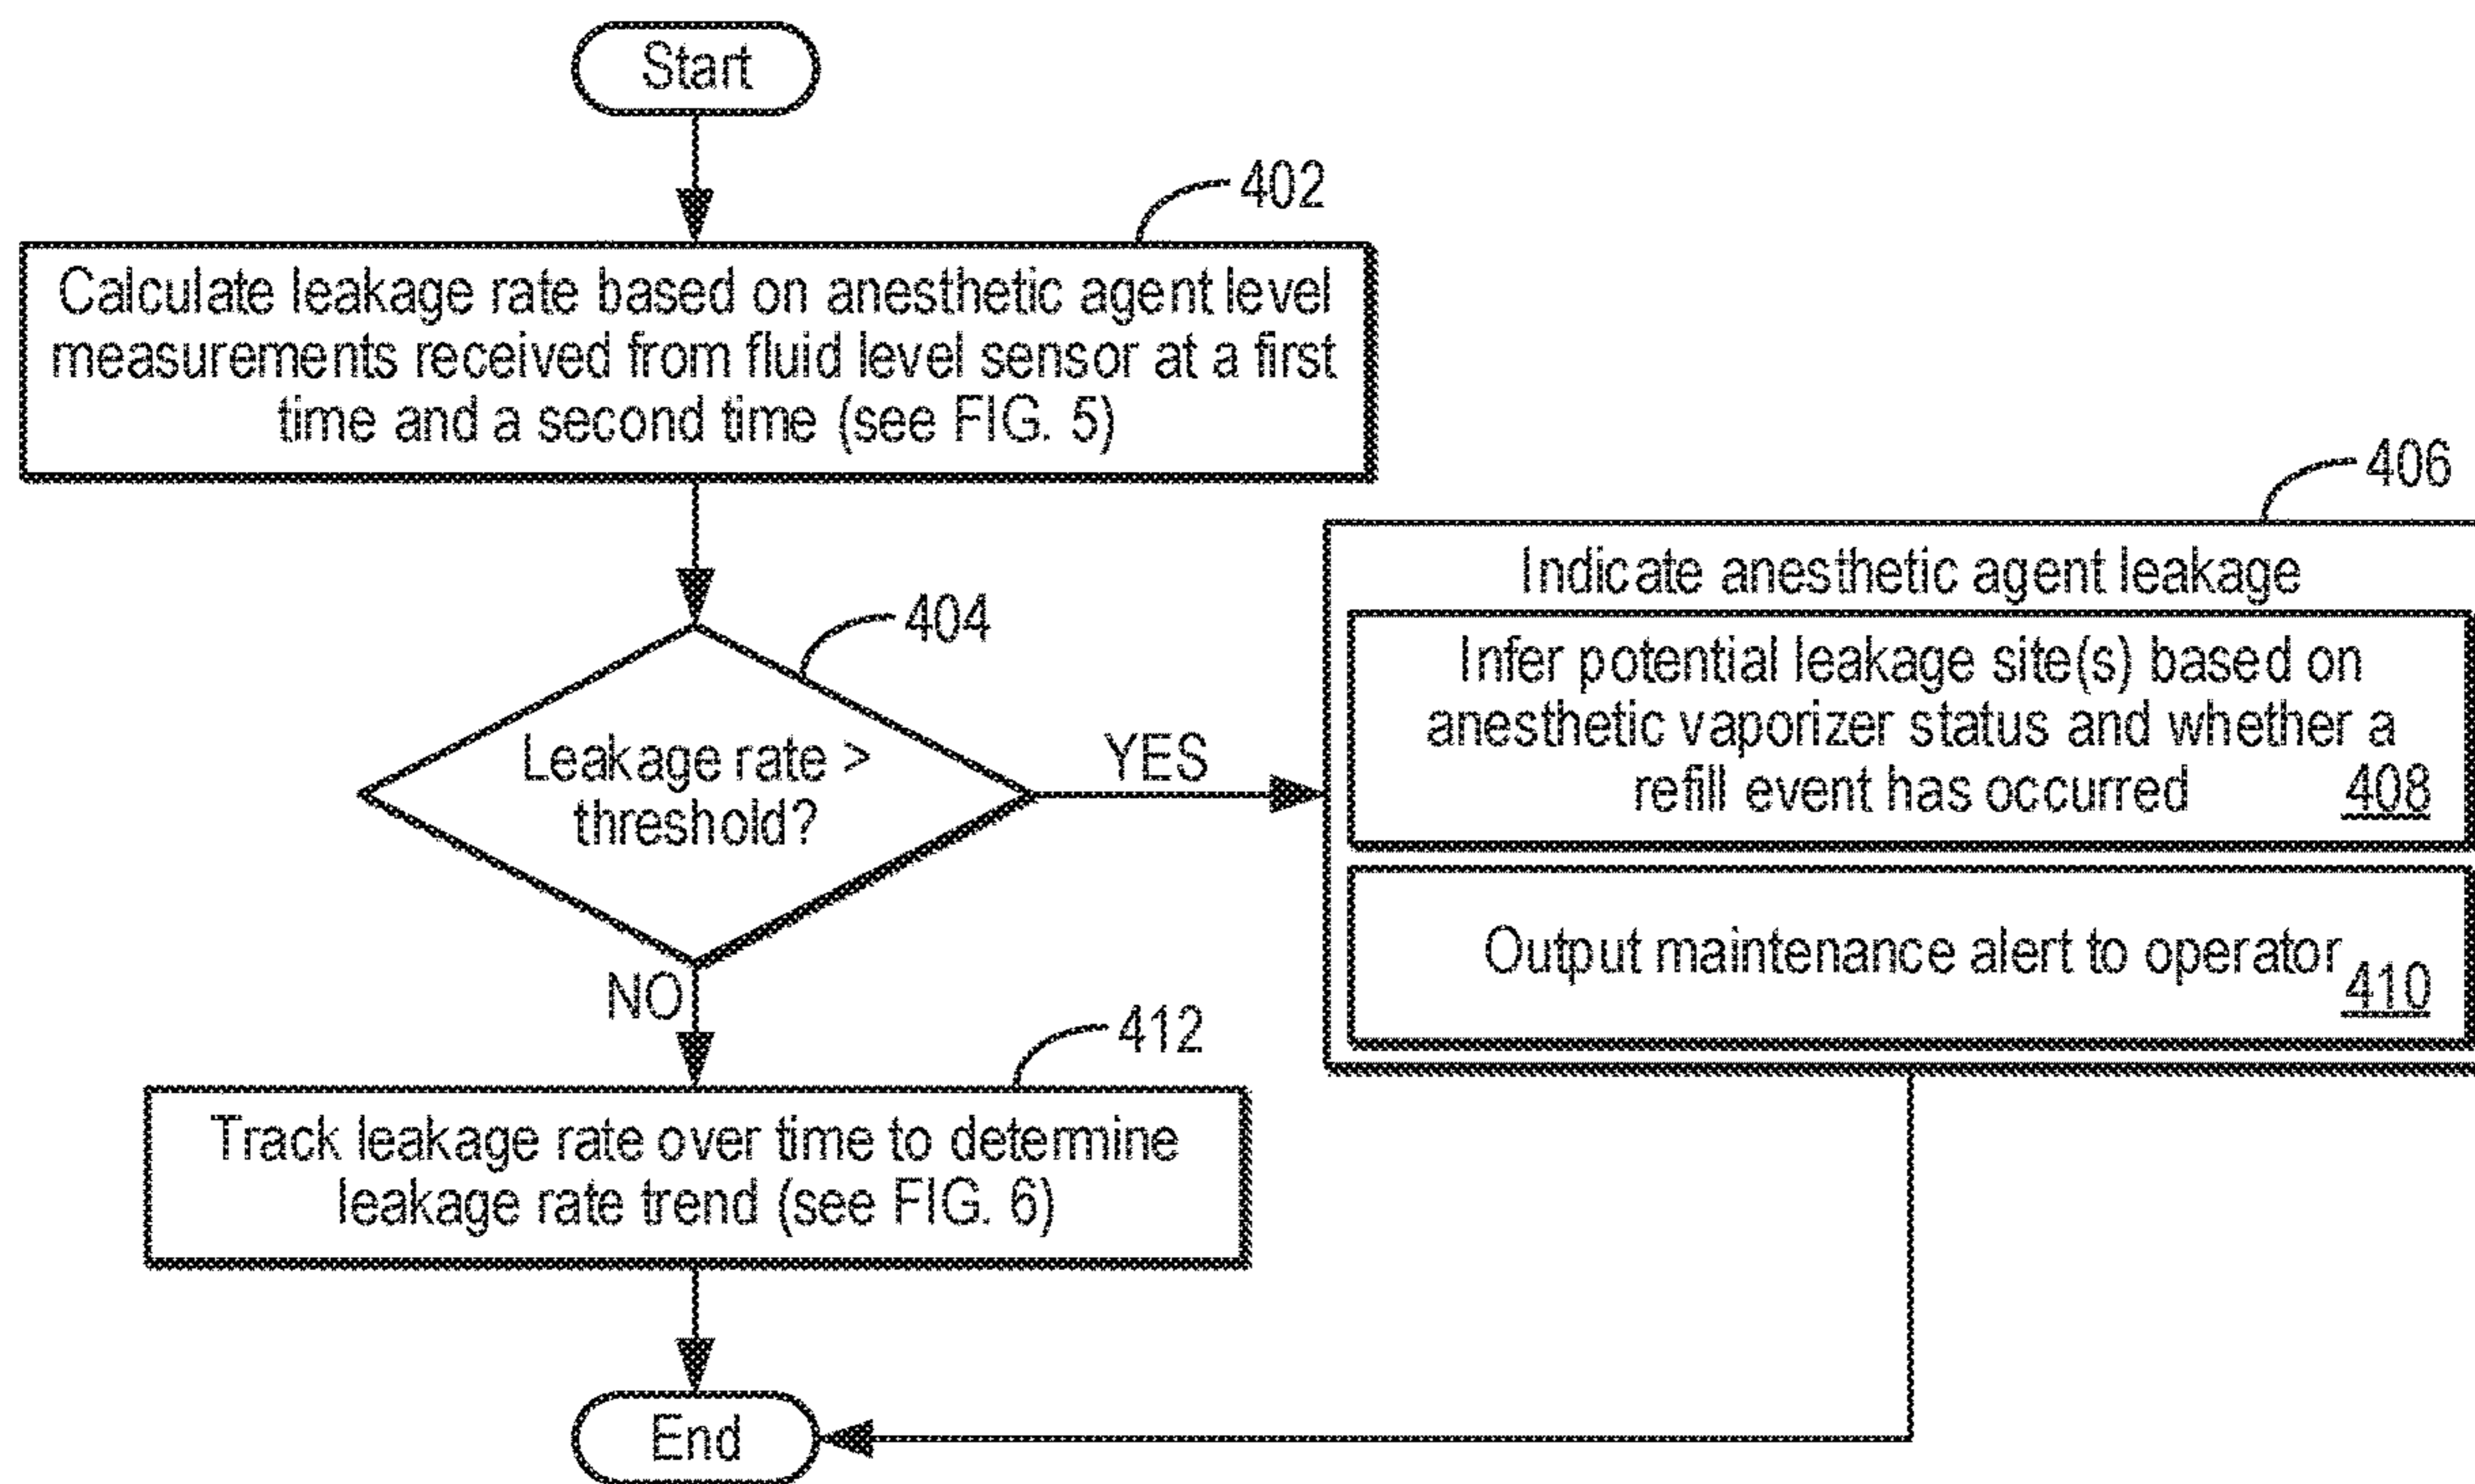 Start
402
Calculate leakage rate based on anesthetic agent level
measurements received from fluid level sensor at a first
time and a second time (see FIG. 5)
404
Leakage rate >
threshold?
YES
406
Indicate anesthetic agent leakage
Infer potential leakage site(s) based on
anesthetic vaporizer status and whether a
refill event has occurred 408
Output maintenance alert to operator 410
NO
412
Track leakage rate over time to determine
leakage rate trend (see FIG. 6)
End